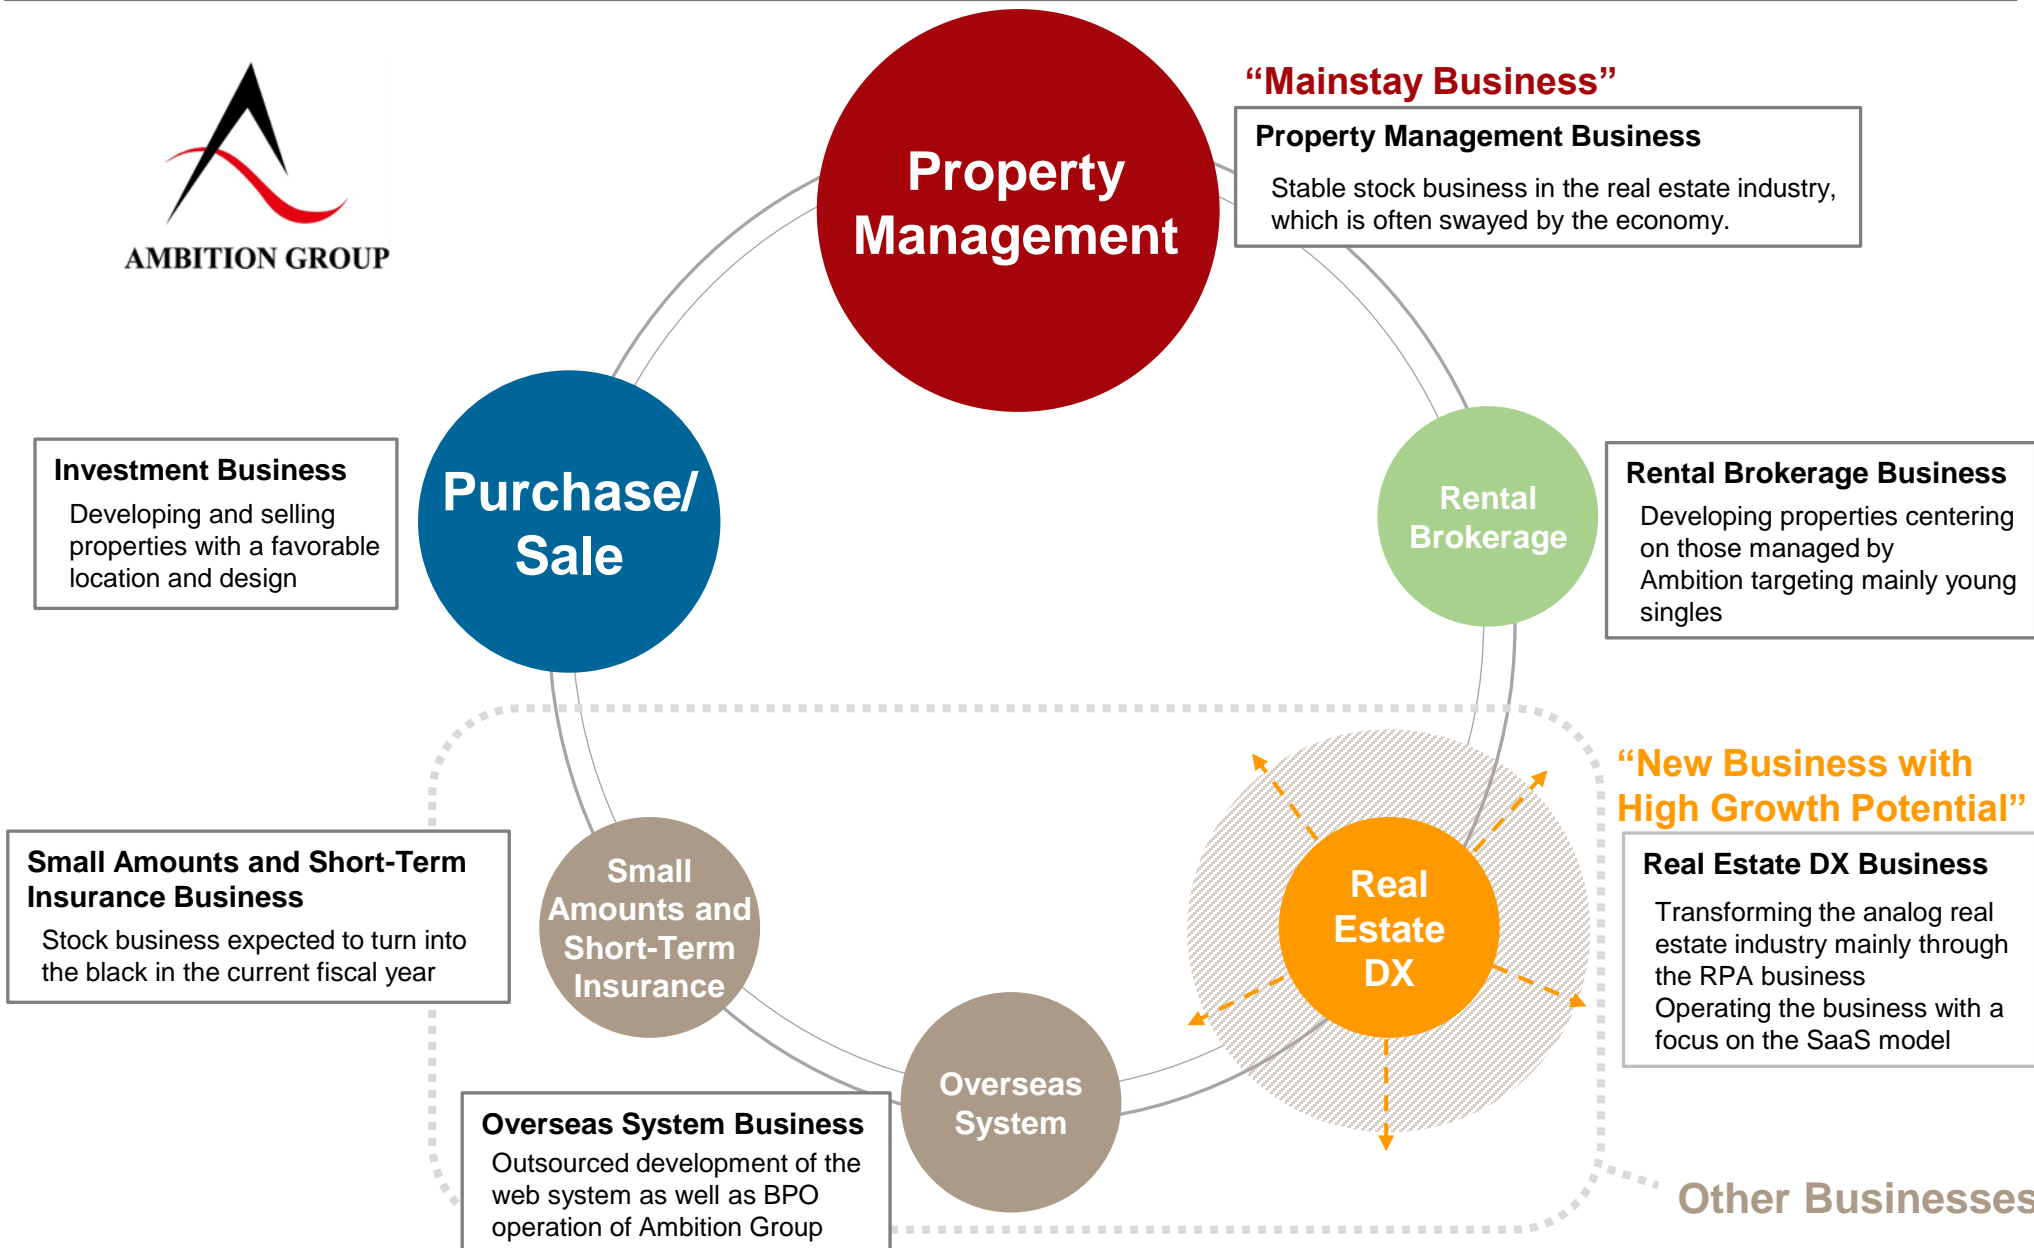 AMBITION GROUP
Property
Management
“Mainstay Business”
Property Management Business
Stable stock business in the real estate industry,
which is often swayed by the economy.
Investment Business
Developing and selling
properties with a favorable
location and design
Purchase/
Sale
Rental
Brokerage
Rental Brokerage Business
Developing properties centering
on those managed by
Ambition targeting mainly young
singles
“New Business with
High Growth Potential”
Small Amounts and Short-Term
Insurance Business
Stock business expected to turn into
the black in the current fiscal year
Small
Amounts and
Short-Term
Insurance
Real
Estate
DX
Real Estate DX Business
Transforming the analog real
estate industry mainly through
the RPA business
Operating the business with a
focus on the SaaS model
Overseas System Business
Outsourced development of the
web system as well as BPO
operation of Ambition Group
Overseas
System
Other Businesses